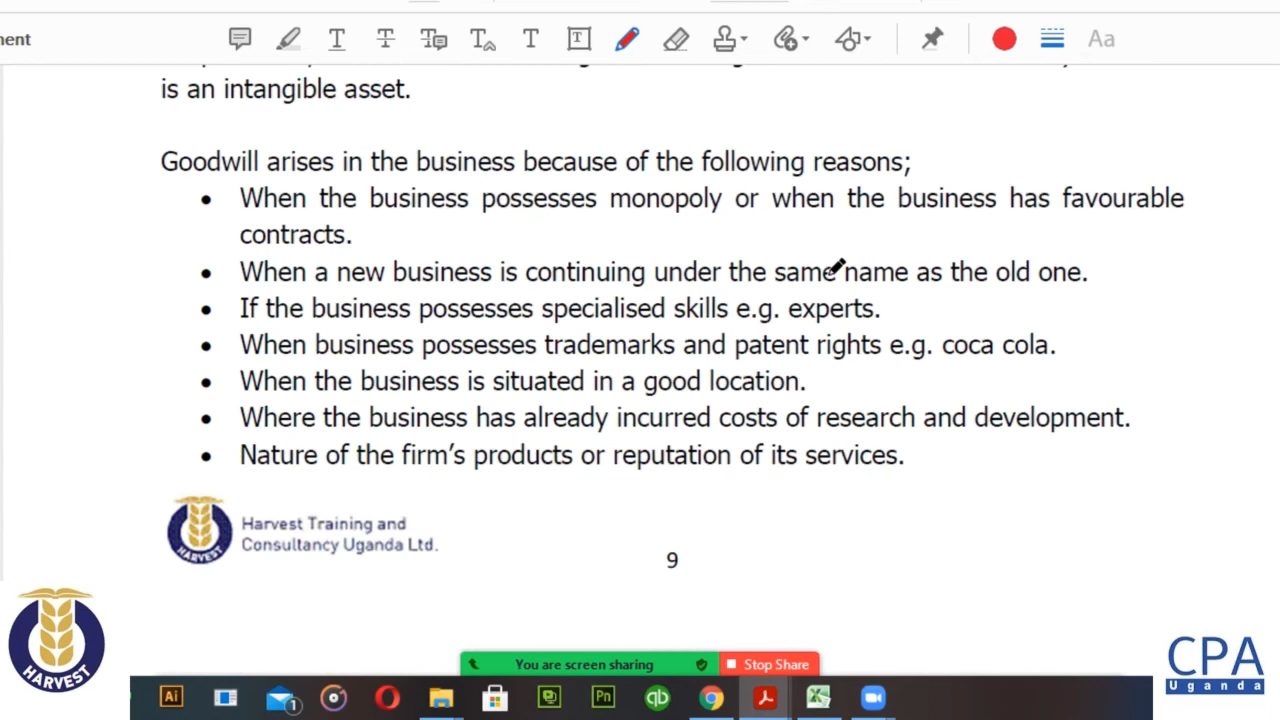 ent
T T T T T T Aa
is an intangible asset.
Goodwill arises in the business because of the following reasons;
• When the business possesses monopoly or when the business has favourable
contracts.
• When a new business is continuing under the same name as the old one.
• If the business possesses specialised skills e.g. experts.
• When business possesses trademarks and patent rights e.g. coca cola.
• When the business is situated in a good location.
• Where the business has already incurred costs of research and development.
• Nature of the firm's products or reputation of its services.
HARVEST
Harvest Training and
Consultancy Uganda Ltd.
9
HARVEST
You are screen sharing
Stop Share
CPA
Uganda
Ai
1
Pn
qb